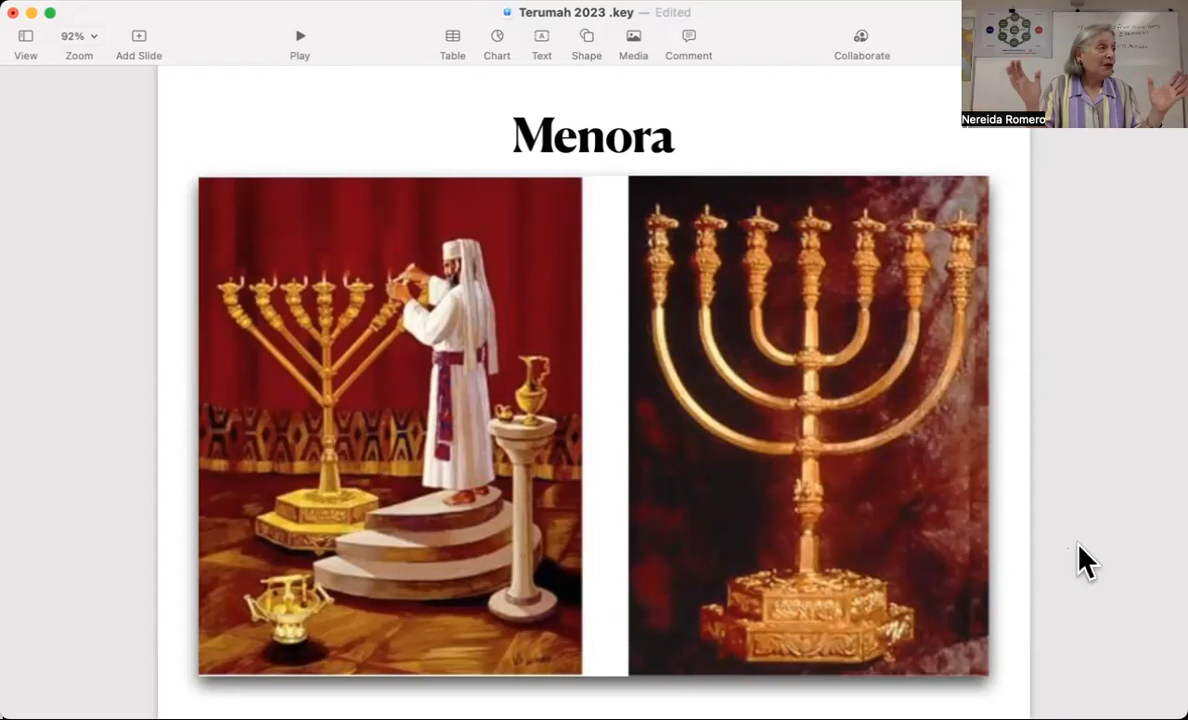 Terumah 2023 .key — Edited
92%
View
Zoom
Add Slide
Play
Table
Chart
Text
Shape
Media
Comment
Collaborate
Nereida Romero
Menora